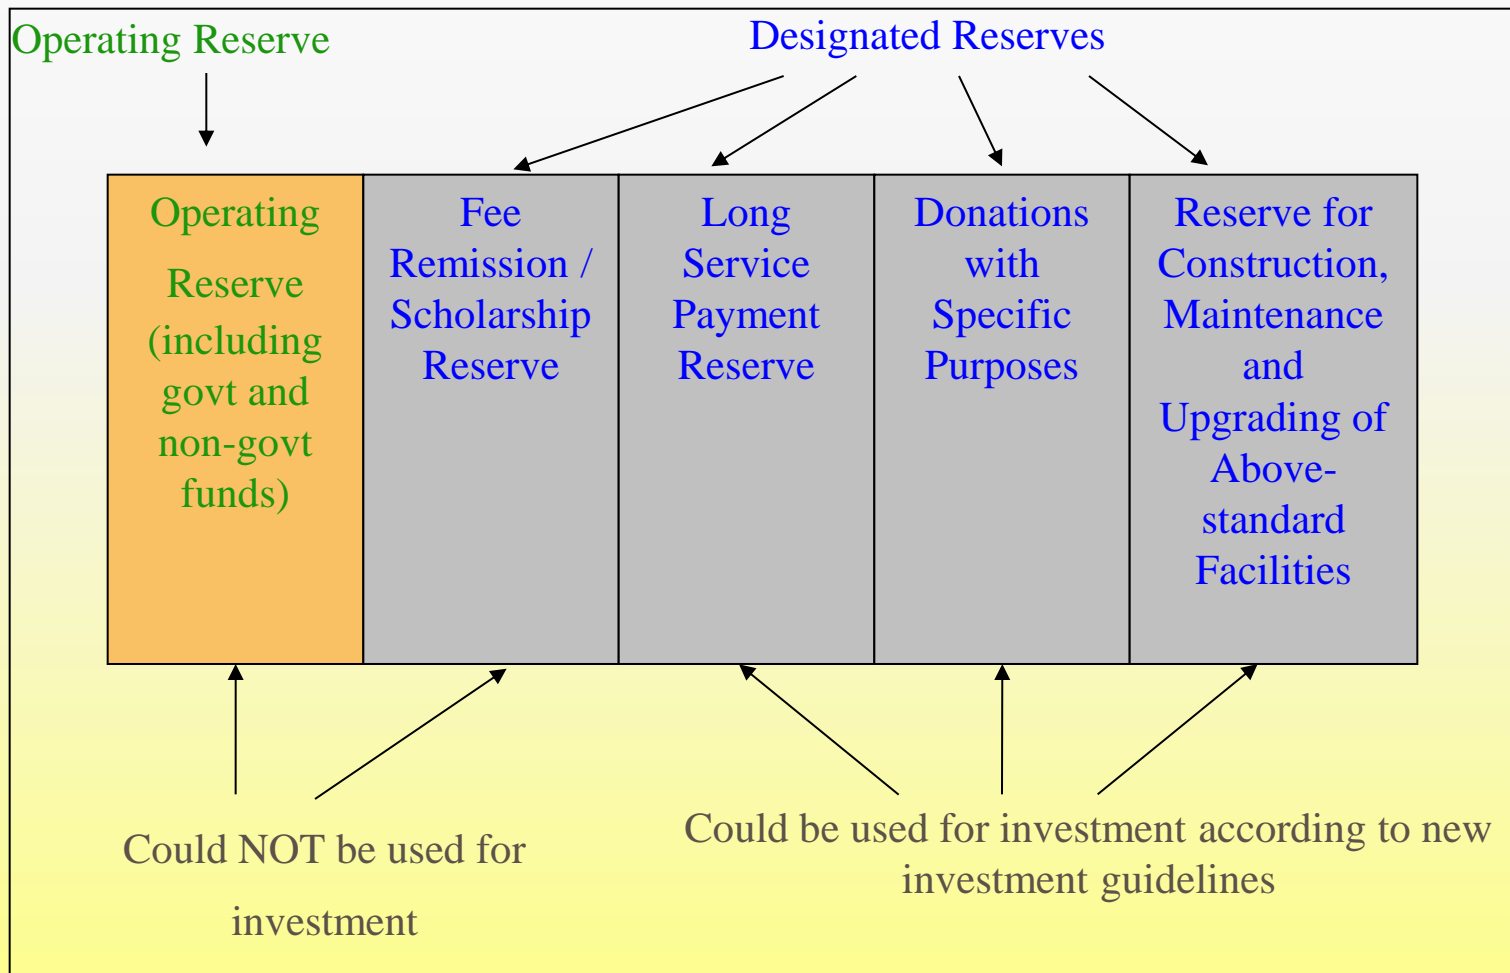 Operating Reserve
Designated Reserves
Operating
Reserve
(including
govt and
non-govt
funds)
Fee
Remission /
Scholarship
Reserve
Long
Service
Payment
Reserve
Donations
with
Specific
Purposes
Reserve for
Construction,
Maintenance
and
Upgrading of
Above-
standard
Facilities
Could NOT be used for
investment
Could be used for investment according to new
investment guidelines